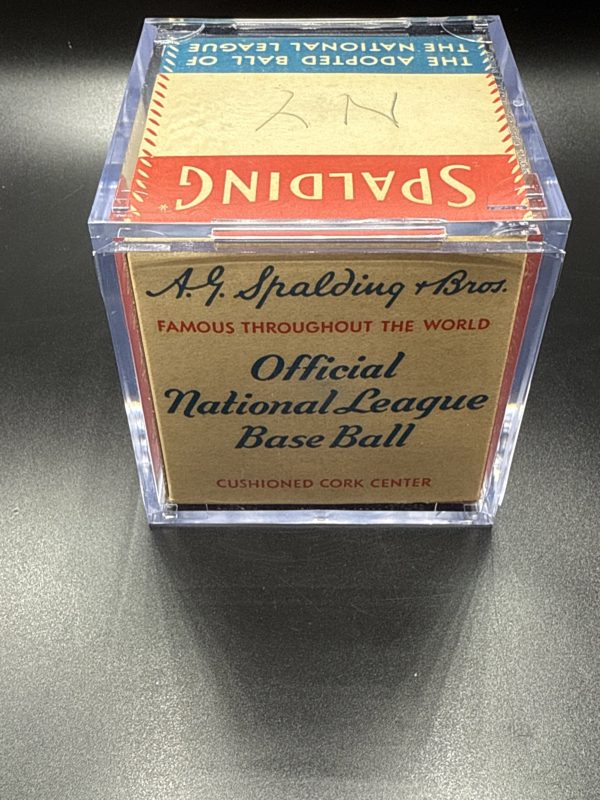 THE ADOPTED BALL OF
THE NATIONAL LEAGUE
SPALDING
A.G. Spalding & Bros.
FAMOUS THROUGHOUT THE WORLD
Official
National League
Base Ball
CUSHIONED CORK CENTER